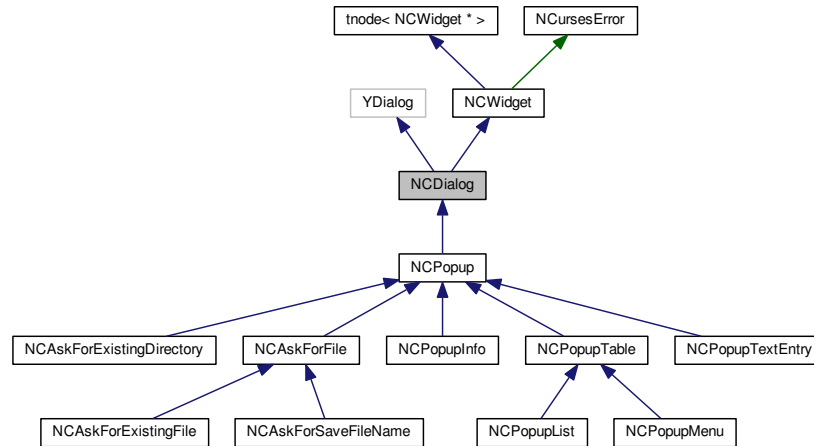 tnode< NCWidget * > NCursesError
YDialog NCWidget
NCDialog
NCPopup
NCAskForExistingDirectory NCAskForFile NCPopupInfo NCPopupTable NCPopupTextEntry
NCAskForExistingFile NCAskForSaveFileName NCPopupList NCPopupMenu